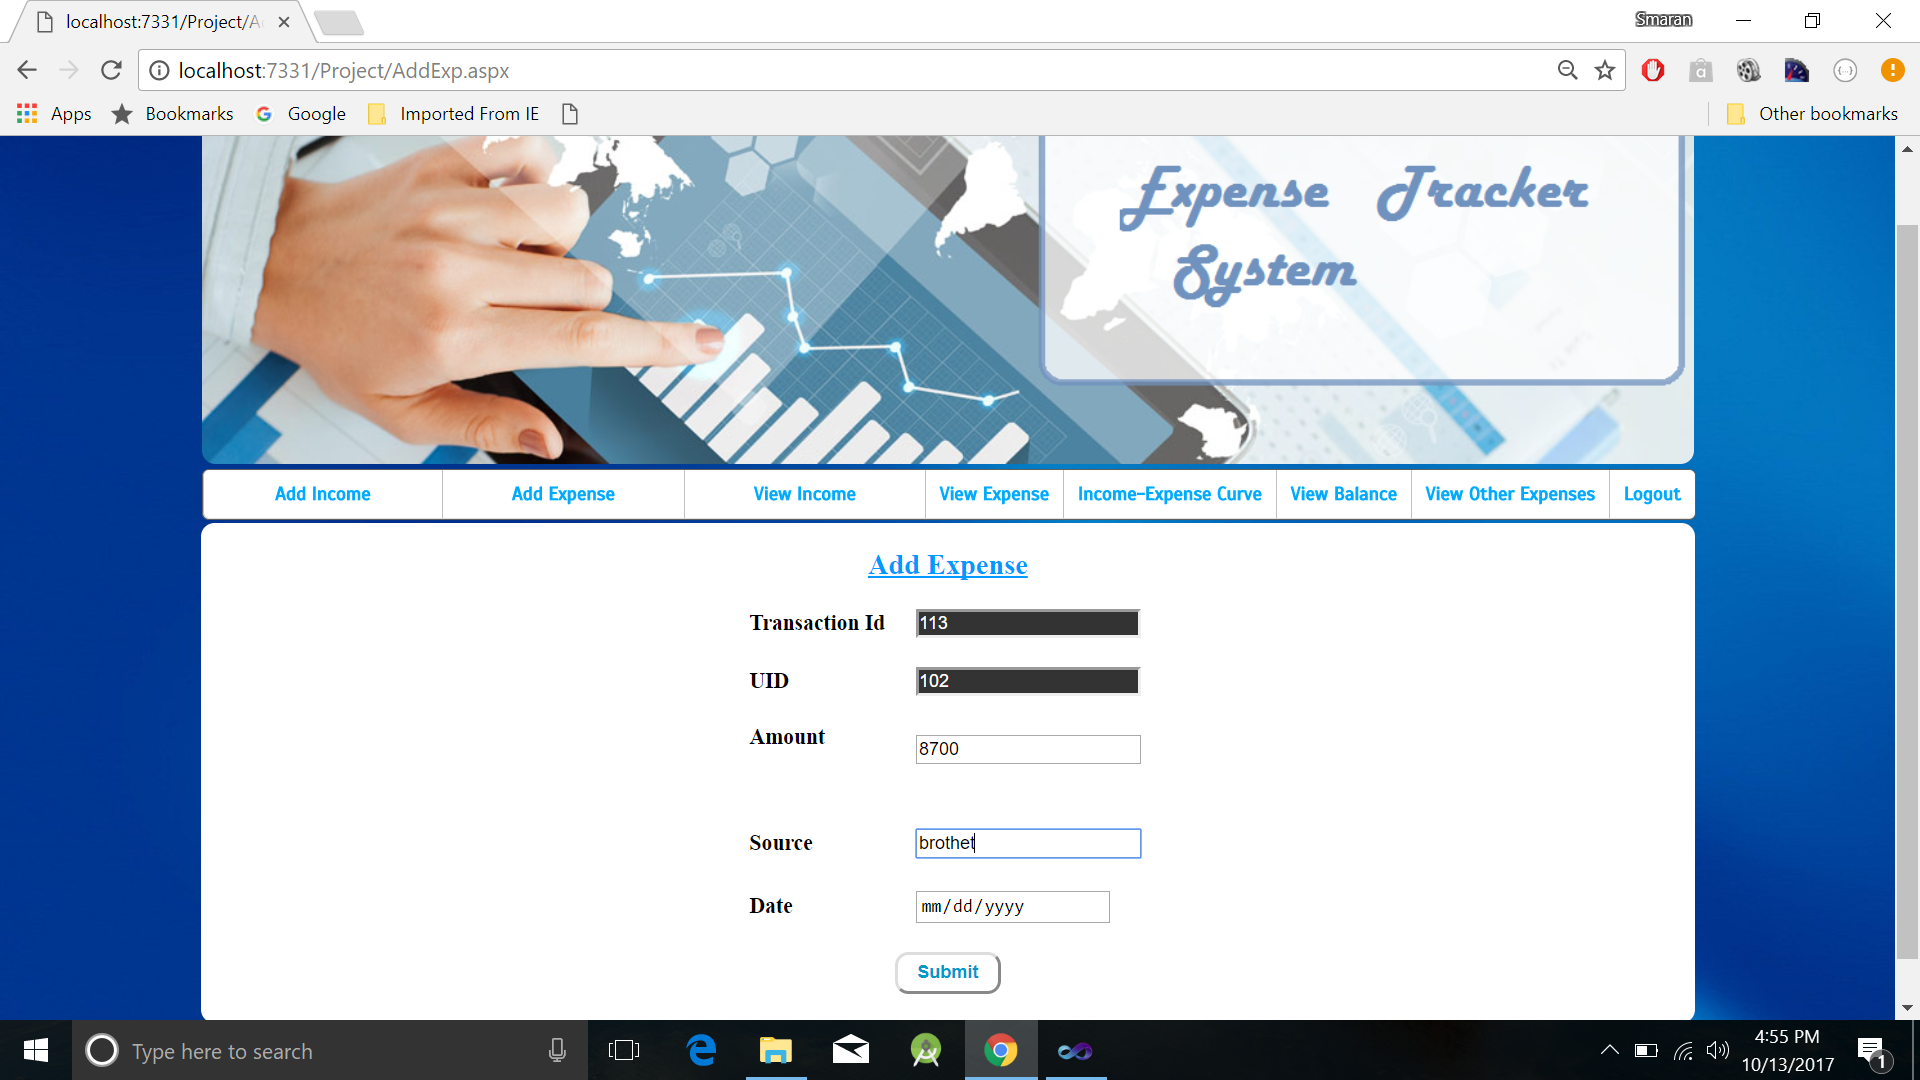 localhost:7331/Project/A
Smaran
localhost:7331/Project/AddExp.aspx
Apps
Bookmarks
Google
Imported From IE
Other bookmarks
Expense Tracker
System
Add Income
Add Expense
View Income
View Expense
Income-Expense Curve
View Balance
View Other Expenses
Logout
Add Expense
Transaction Id
113
UID
102
Amount
8700
Source
brothet
Date
mm/dd/yyyy
Submit
Type here to search
4:55 PM
10/13/2017
1